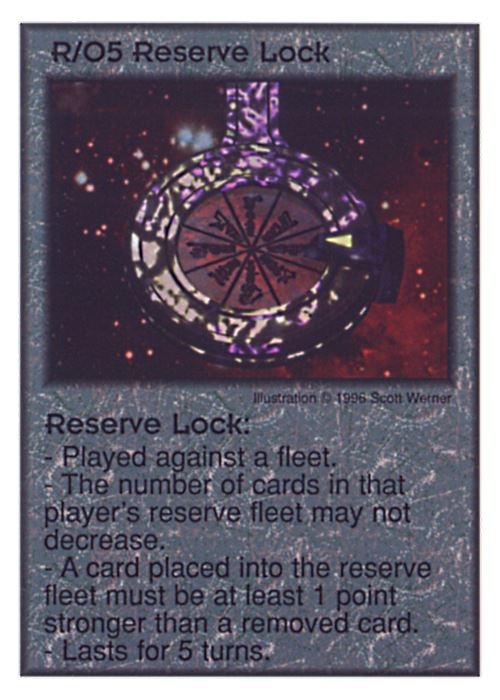 R/O5 Reserve Lock
Illustration © 1996 Scott Werner
Reserve Lock:
- Played against a fleet.
- The number of cards in that
player's reserve fleet may not
decrease.
- A card placed into the reserve
fleet must be at least 1 point
stronger than a removed card.
- Lasts for 5 turns.